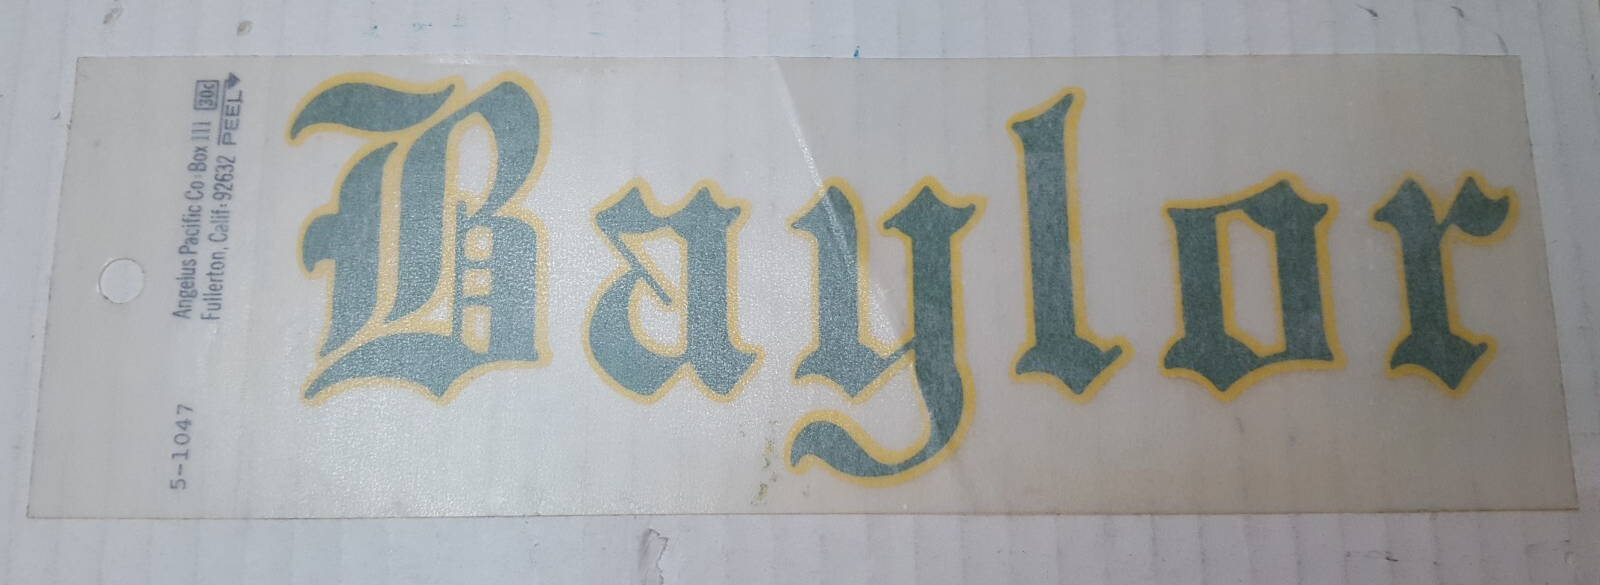 Baylor
Angelus Pacific Co·Box 111 30¢
Fullerton, Calif·92632 PEEL
5-1047